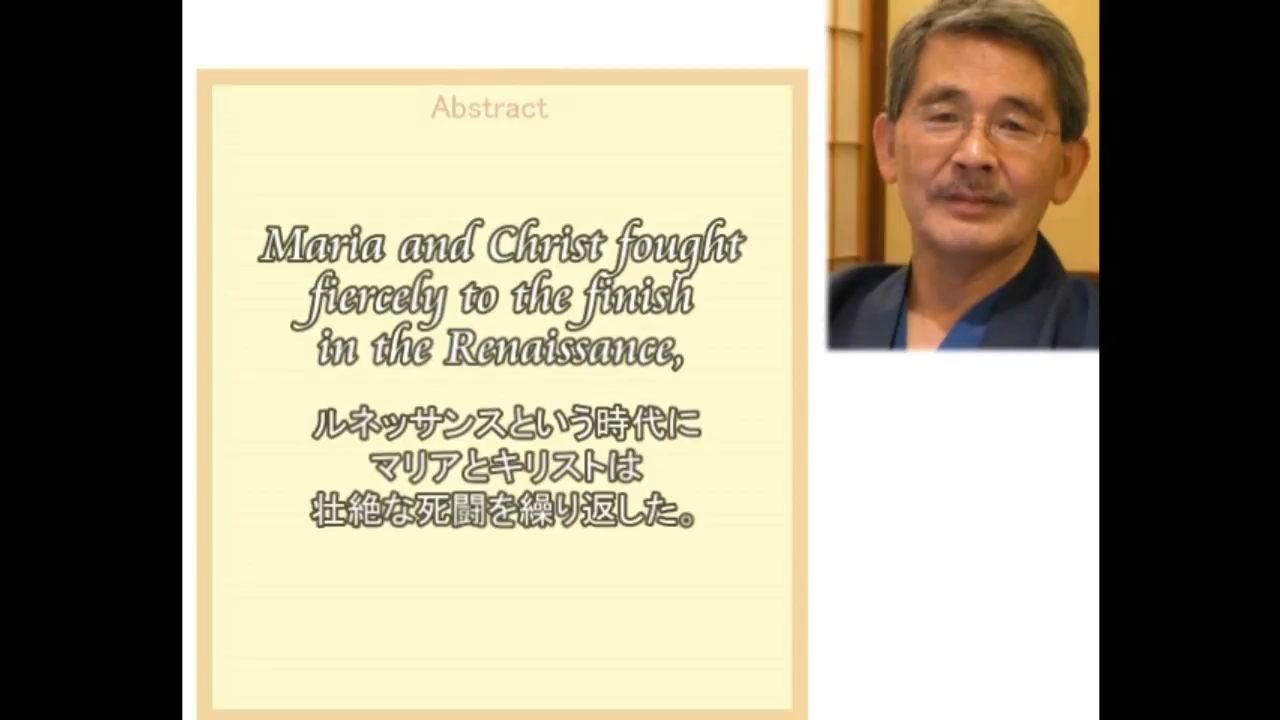 Abstract
Maria and Christ fought
fiercely to the finish
in the Renaissance,
ルネッサンスという時代に
マリアとキリストは
壮絶な死闘を繰り返した。